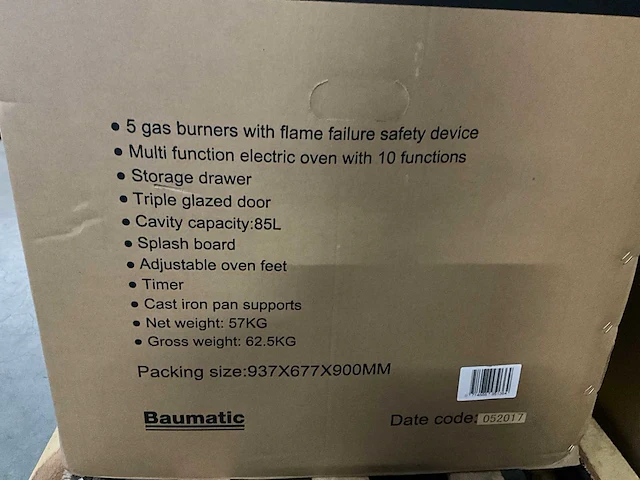 • 5 gas burners with flame failure safety device
• Multi function electric oven with 10 functions
• Storage drawer
• Triple glazed door
• Cavity capacity:85L
• Splash board
• Adjustable oven feet
• Timer
• Cast iron pan supports
• Net weight: 57KG
• Gross weight: 62.5KG
Packing size:937X677X900MM
Baumatic
Date code: 052017